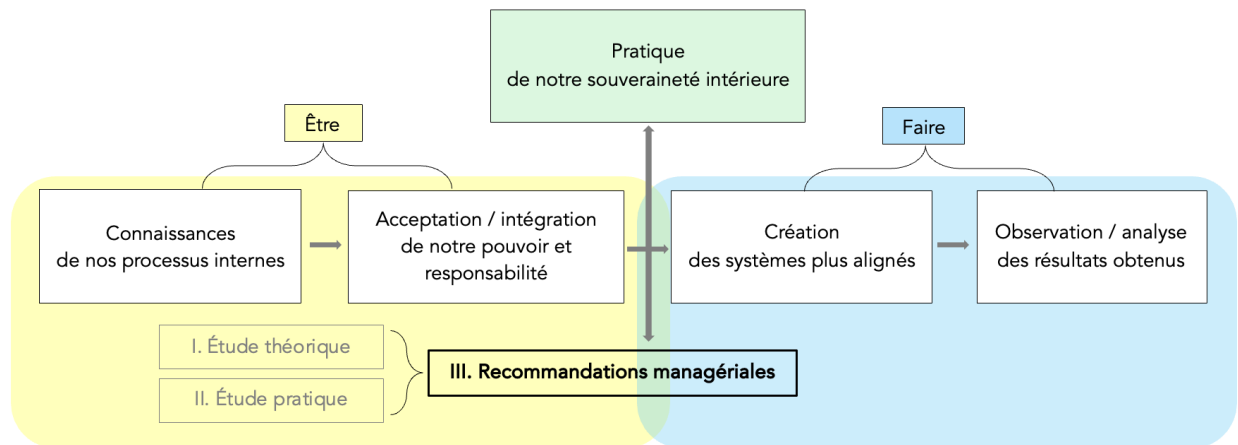 Pratique
de notre souveraineté intérieure
Être
Faire
Connaissances
de nos processus internes
Acceptation / intégration
de notre pouvoir et
responsabilité
Création
des systèmes plus alignés
Observation / analyse
des résultats obtenus
I. Étude théorique
II. Étude pratique
III. Recommandations managériales